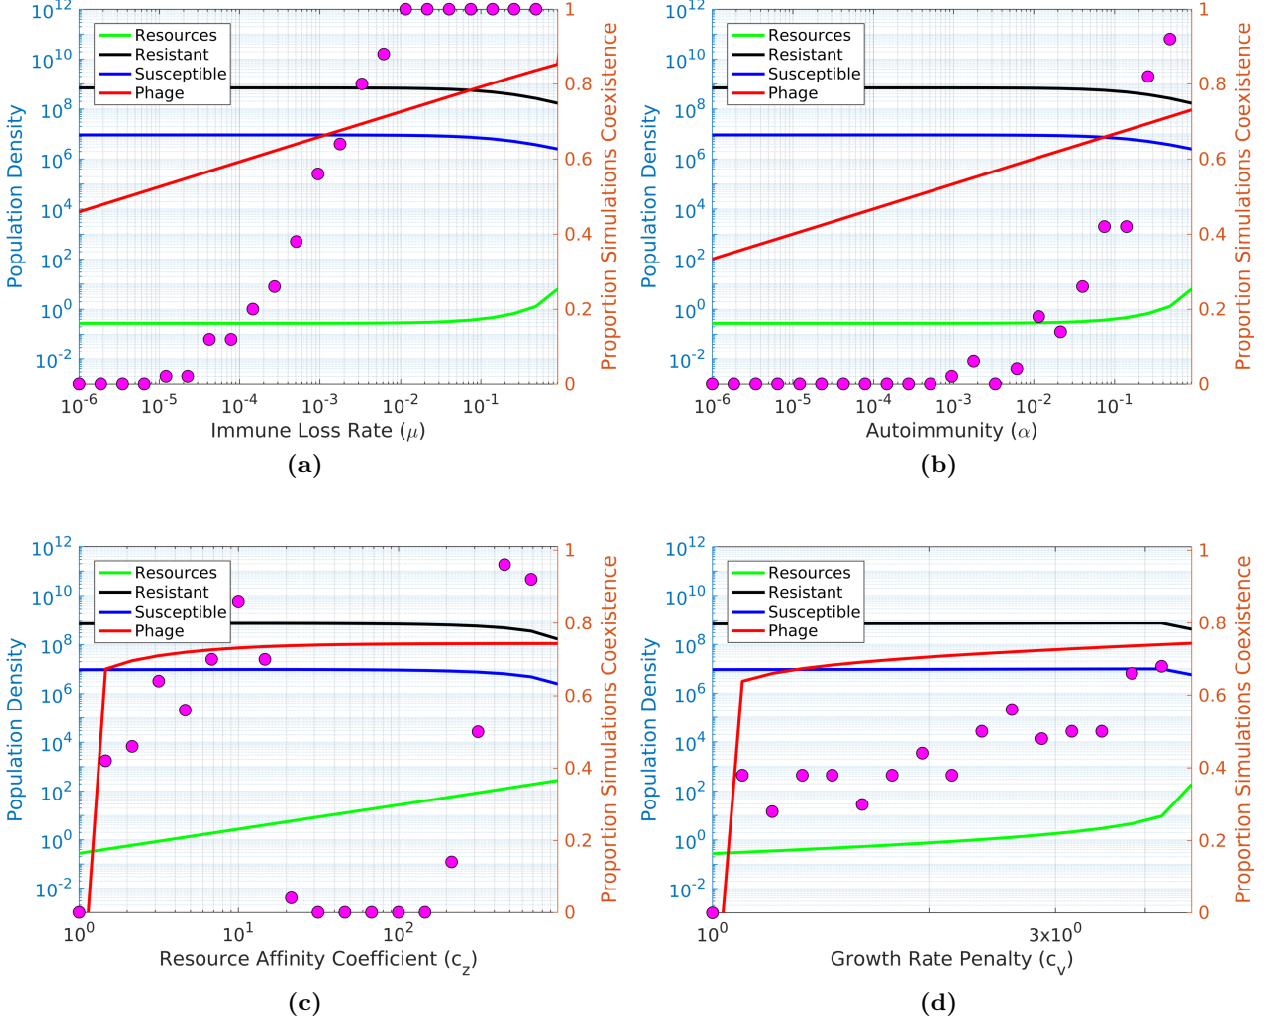 10^12
10^10
10^8
10^6
10^4
10^2
10^0
10^-2
Population Density
Resources
Resistant
Susceptible
Phage
1
0.8
0.6
0.4
0.2
0
Proportion Simulations Coexistence
10^-6 10^-5 10^-4 10^-3 10^-2 10^-1
Immune Loss Rate (μ)
(a)
10^12
10^10
10^8
10^6
10^4
10^2
10^0
10^-2
Population Density
Resources
Resistant
Susceptible
Phage
1
0.8
0.6
0.4
0.2
0
Proportion Simulations Coexistence
10^-6 10^-5 10^-4 10^-3 10^-2 10^-1
Autoimmunity (α)
(b)
10^12
10^10
10^8
10^6
10^4
10^2
10^0
10^-2
Population Density
Resources
Resistant
Susceptible
Phage
1
0.8
0.6
0.4
0.2
0
Proportion Simulations Coexistence
10^0 10^1 10^2
Resource Affinity Coefficient (c_z)
(c)
10^12
10^10
10^8
10^6
10^4
10^2
10^0
10^-2
Population Density
Resources
Resistant
Susceptible
Phage
1
0.8
0.6
0.4
0.2
0
Proportion Simulations Coexistence
10^0 3x10^0
Growth Rate Penalty (c_v)
(d)